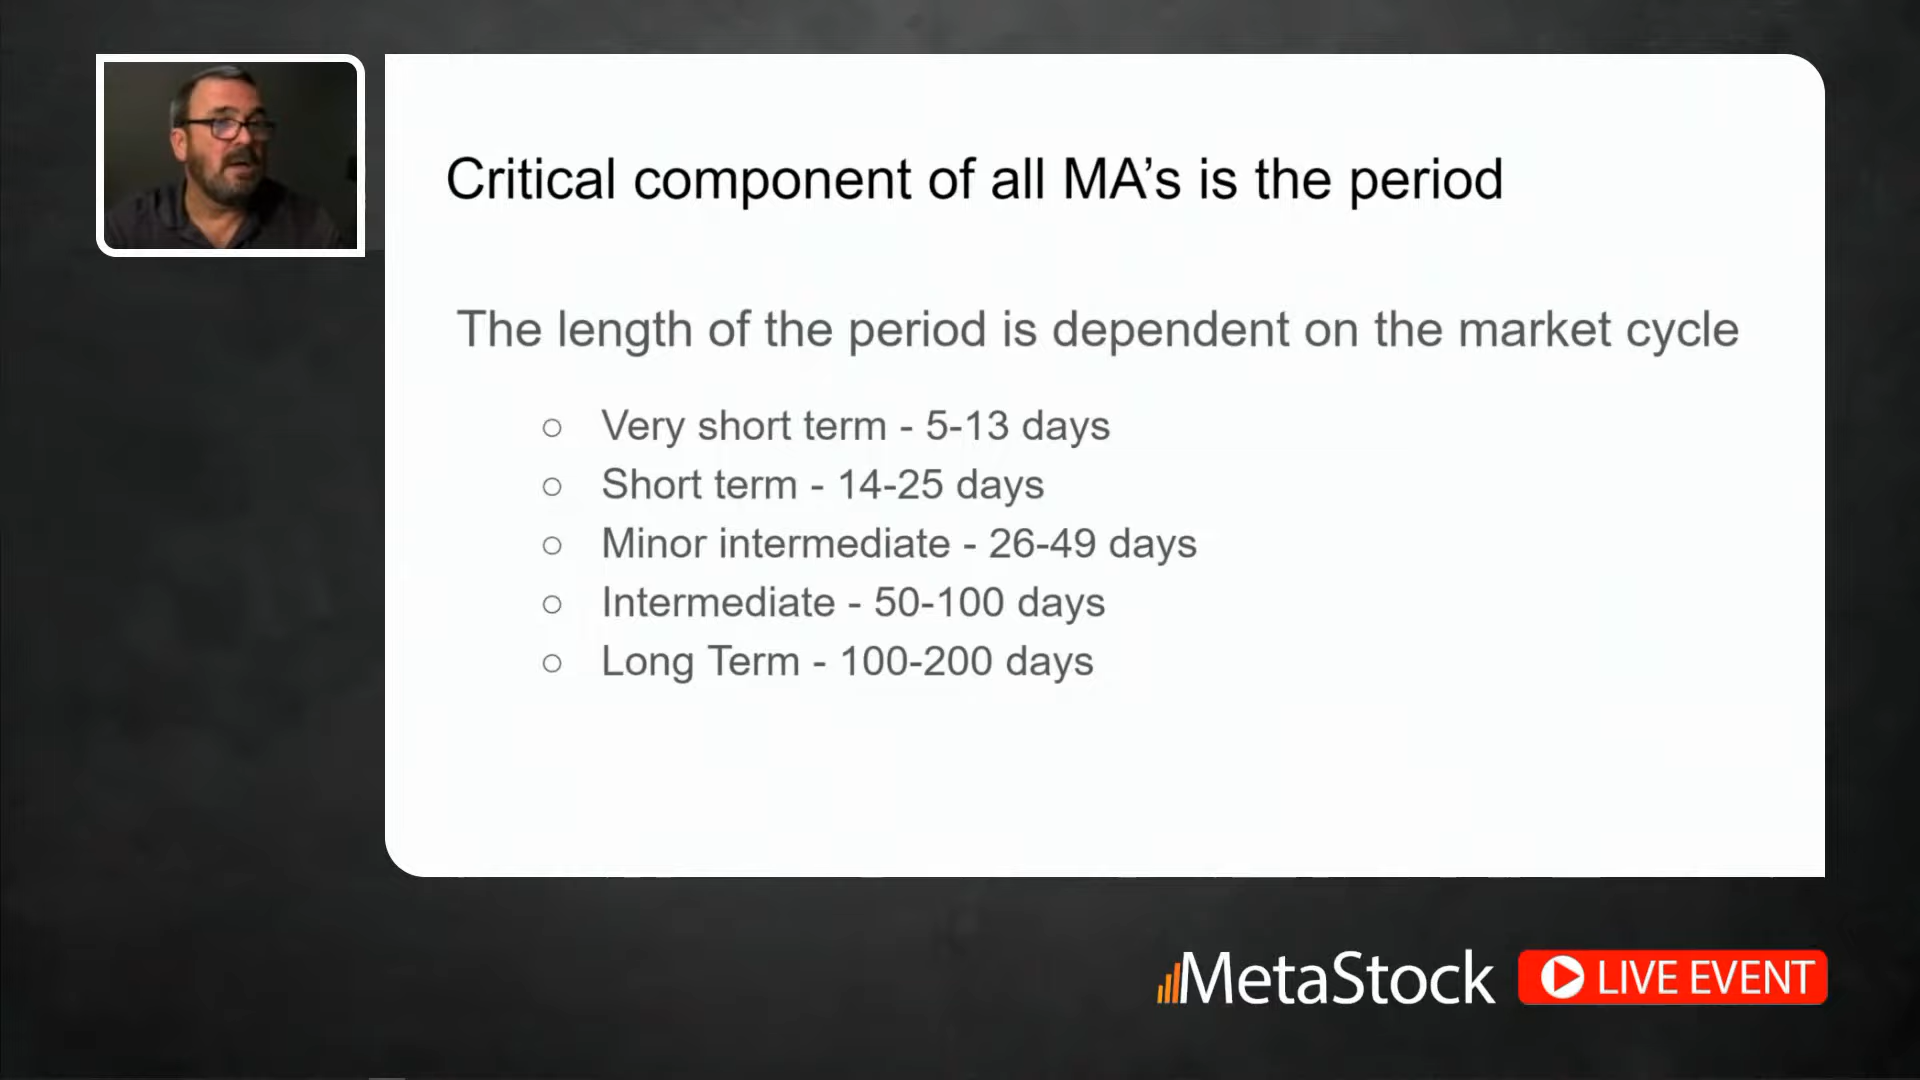 Critical component of all MA’s is the period
The length of the period is dependent on the market cycle
Very short term - 5-13 days
Short term - 14-25 days
Minor intermediate - 26-49 days
Intermediate - 50-100 days
Long Term - 100-200 days
MetaStock LIVE EVENT